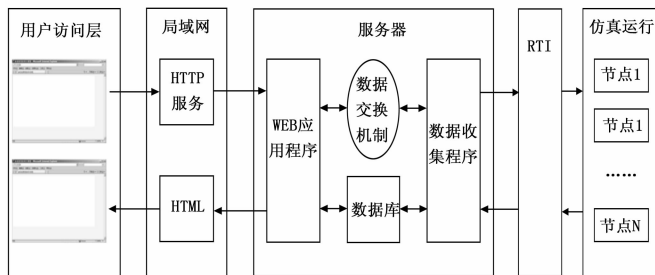 用户访问层
局域网
HTTP
服务
HTML
服务器
WEB应
用程序
数据
交换
机制
数据库
数据收
集程序
RTI
仿真运行
节点1
节点1
……
节点N